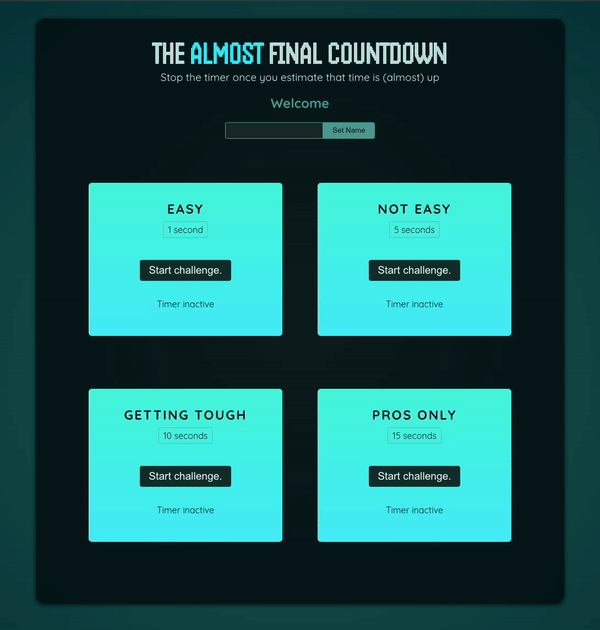 THE ALMOST FINAL COUNTDOWN
Stop the timer once you estimate that time is (almost) up
Welcome
Set Name
EASY
1 second
Start challenge.
Timer inactive
NOT EASY
5 seconds
Start challenge.
Timer inactive
GETTING TOUGH
10 seconds
Start challenge.
Timer inactive
PROS ONLY
15 seconds
Start challenge.
Timer inactive